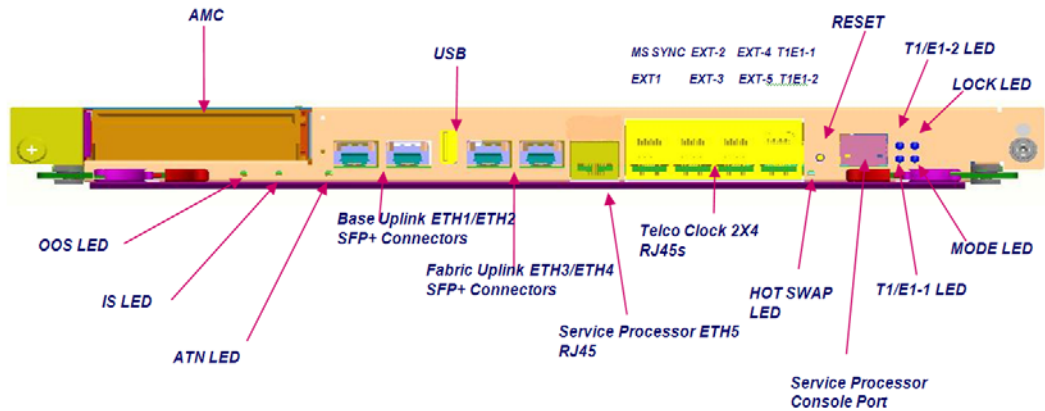 AMC
RESET
USB
MS SYNC EXT-2 EXT-4 T1E1-1
EXT1 EXT-3 EXT-5 T1E1-2
T1/E1-2 LED
LOCK LED
OOS LED
IS LED
ATN LED
Base Uplink ETH1/ETH2
SFP+ Connectors
Fabric Uplink ETH3/ETH4
SFP+ Connectors
Service Processor ETH5
RJ45
Telco Clock 2X4
RJ45s
HOT SWAP
LED
MODE LED
T1/E1-1 LED
Service Processor
Console Port